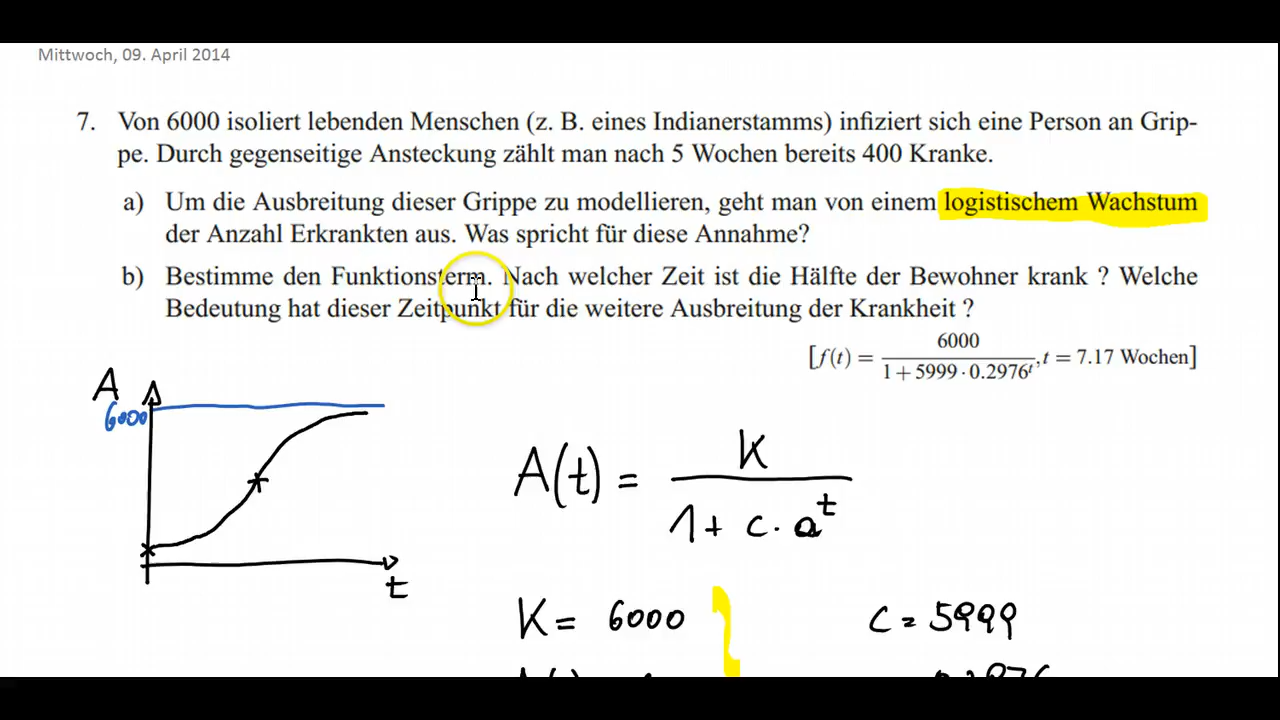 Mittwoch, 09. April 2014
7. Von 6000 isoliert lebenden Menschen (z. B. eines Indianerstamms) infiziert sich eine Person an Grip-
pe. Durch gegenseitige Ansteckung zählt man nach 5 Wochen bereits 400 Kranke.
a) Um die Ausbreitung dieser Grippe zu modellieren, geht man von einem logistischem Wachstum
der Anzahl Erkrankten aus. Was spricht für diese Annahme?
b) Bestimme den Funktionsterm. Nach welcher Zeit ist die Hälfte der Bewohner krank ? Welche
Bedeutung hat dieser Zeitpunkt für die weitere Ausbreitung der Krankheit ?
[f(t) = 6000 / (1 + 5999 · 0.2976^t), t = 7.17 Wochen]
A
6000
t
A(t) = K / (1 + c · a^t)
K = 6000
c = 5999